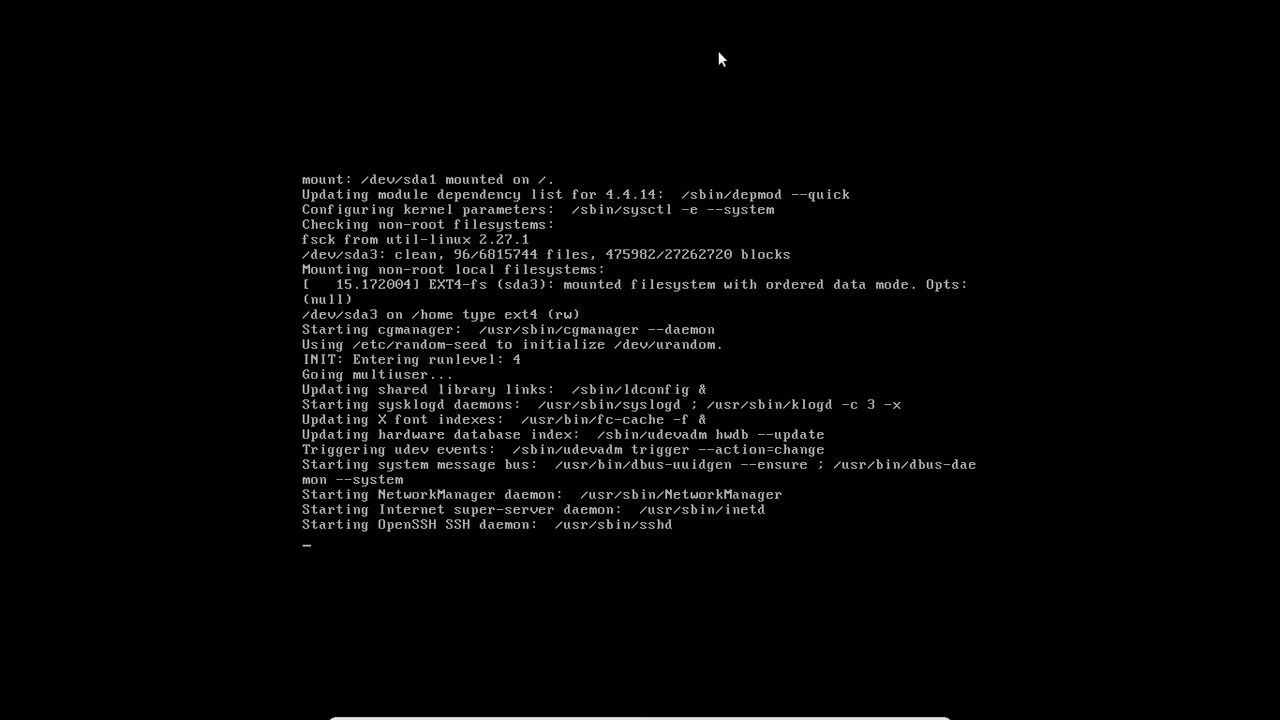 mount: /dev/sda1 mounted on /.
Updating module dependency list for 4.4.14:  /sbin/depmod --quick
Configuring kernel parameters:  /sbin/sysctl -e --system
Checking non-root filesystems:
fsck from util-linux 2.27.1
/dev/sda3: clean, 96/6815744 files, 475982/27262720 blocks
Mounting non-root local filesystems:
[   15.172004] EXT4-fs (sda3): mounted filesystem with ordered data mode. Opts:
(null)
/dev/sda3 on /home type ext4 (rw)
Starting cgmanager:  /usr/sbin/cgmanager --daemon
Using /etc/random-seed to initialize /dev/urandom.
INIT: Entering runlevel: 4
Going multiuser...
Updating shared library links:  /sbin/ldconfig &
Starting sysklogd daemons:  /usr/sbin/syslogd ; /usr/sbin/klogd -c 3 -x
Updating X font indexes:  /usr/bin/fc-cache -f &
Updating hardware database index:  /sbin/udevadm hwdb --update
Triggering udev events:  /sbin/udevadm trigger --action=change
Starting system message bus:  /usr/bin/dbus-uuidgen --ensure ; /usr/bin/dbus-dae
mon --system
Starting NetworkManager daemon:  /usr/sbin/NetworkManager
Starting Internet super-server daemon:  /usr/sbin/inetd
Starting OpenSSH SSH daemon:  /usr/sbin/sshd